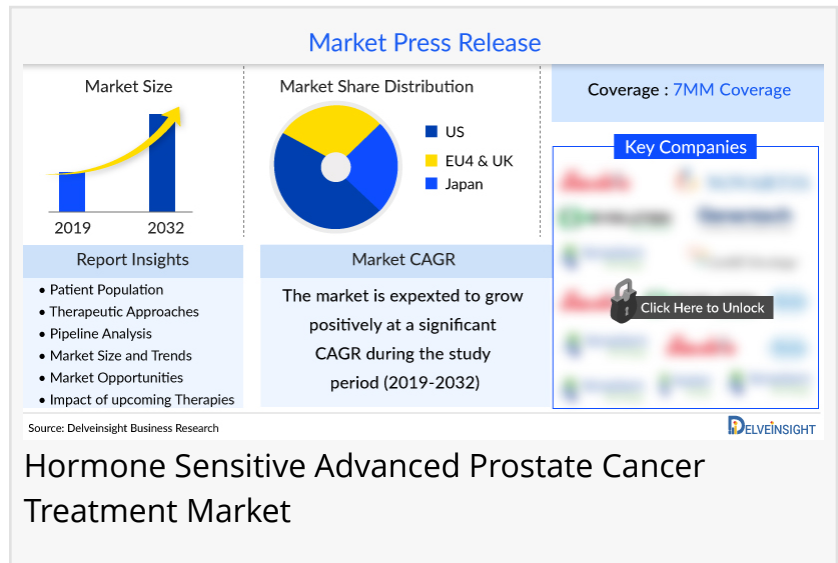 Market Press Release
Market Size
2019
2032
Market Share Distribution
US
EU4 & UK
Japan
Coverage : 7MM Coverage
Key Companies
Click Here to Unlock
Report Insights
• Patient Population
• Therapeutic Approaches
• Pipeline Analysis
• Market Size and Trends
• Market Opportunities
• Impact of upcoming Therapies
Market CAGR
The market is expexted to grow
positively at a significant
CAGR during the study
period (2019-2032)
Source: Delveinsight Business Research
DELVEINSIGHT
Hormone Sensitive Advanced Prostate Cancer
Treatment Market